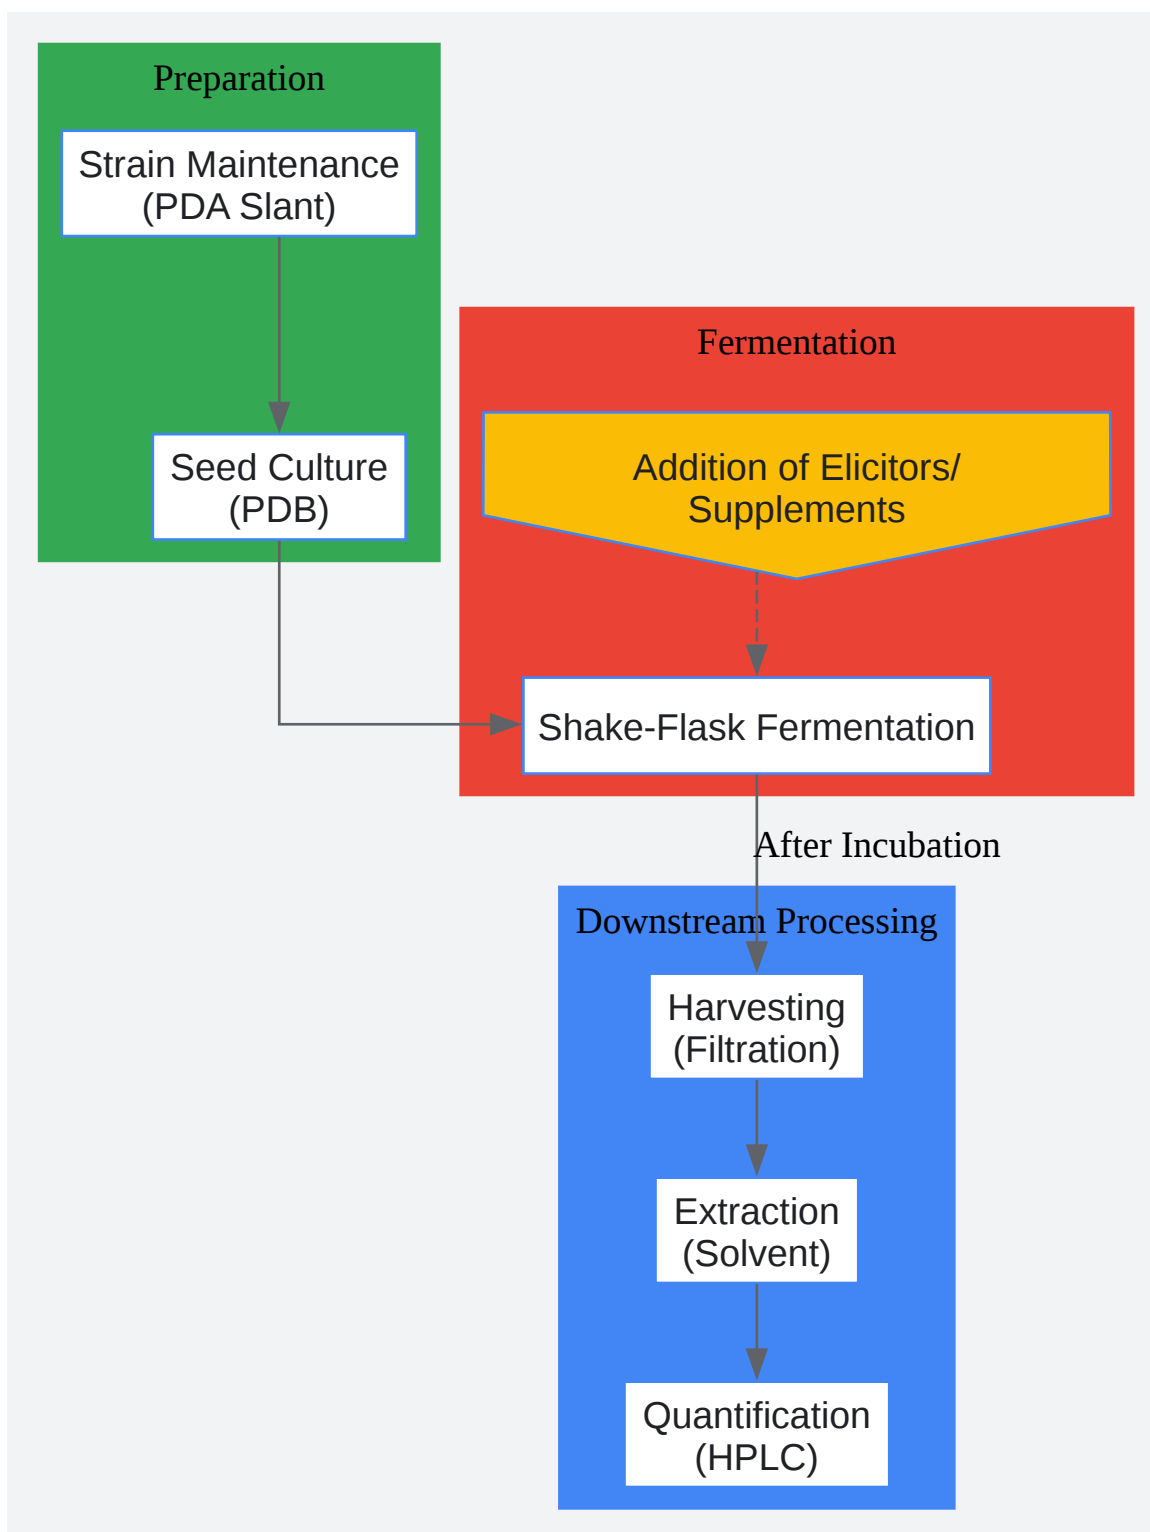 Preparation
Strain Maintenance
(PDA Slant)
Seed Culture
(PDB)
Fermentation
Addition of Elicitors/
Supplements
Shake-Flask Fermentation
After Incubation
Downstream Processing
Harvesting
(Filtration)
Extraction
(Solvent)
Quantification
(HPLC)